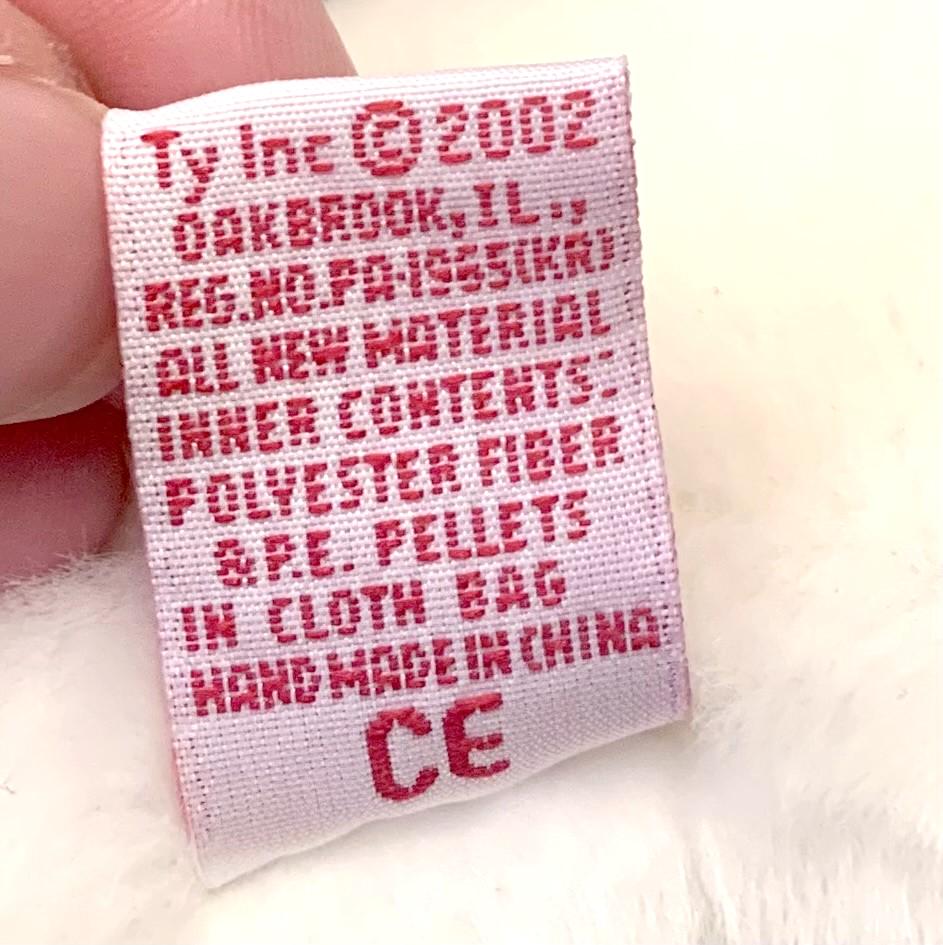 Ty Inc © 2002
OAKBROOK, IL.,
REG.NO.PA-1965(KR)
ALL NEW MATERIAL
INNER CONTENTS:
POLYESTER FIBER
& P.E. PELLETS
IN CLOTH BAG
HAND MADE IN CHINA
CE